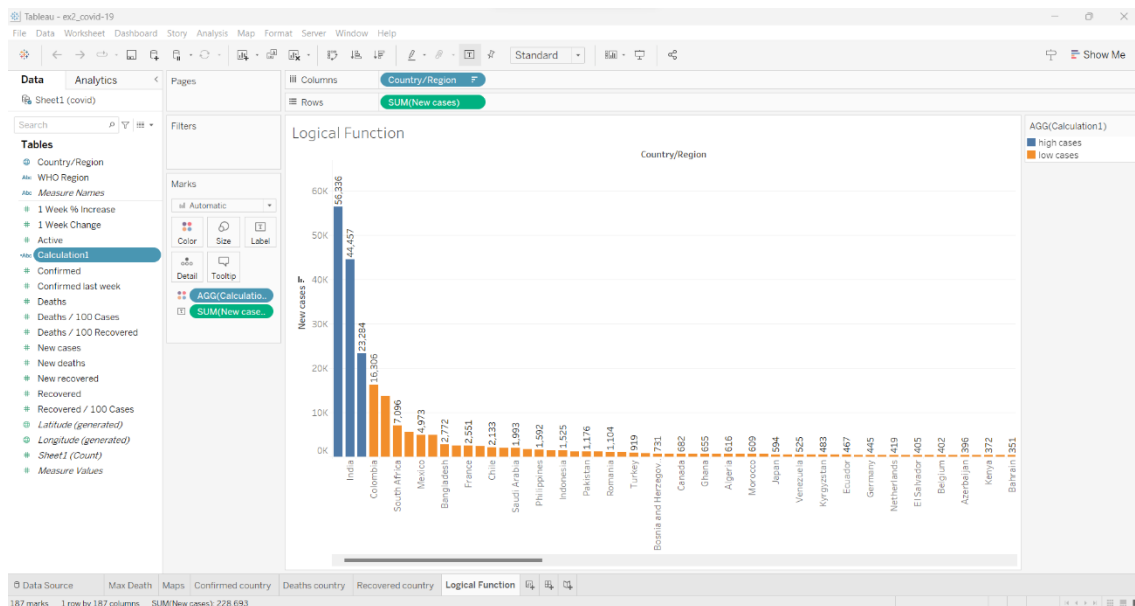 Tableau - ex2_covid-19
File Data Worksheet Dashboard Story Analysis Map Format Server Window Help
Standard
Show Me
Data Analytics
Sheet1 (covid)
Search
Tables
Country/Region
Abc WHO Region
Abc Measure Names
# 1 Week % Increase
# 1 Week Change
# Active
=Abc Calculation1
# Confirmed
# Confirmed last week
# Deaths
# Deaths / 100 Cases
# Deaths / 100 Recovered
# New cases
# New deaths
# New recovered
# Recovered
# Recovered / 100 Cases
Latitude (generated)
Longitude (generated)
# Sheet1 (Count)
# Measure Values
Pages
Filters
Marks
Automatic
Color Size Label
Detail Tooltip
AGG(Calculatio..
SUM(New case..
Columns Country/Region
Rows SUM(New cases)
Logical Function
Country/Region
New cases
60K
50K
40K
30K
20K
10K
0K
56,336
44,457
23,284
16,306
7,096
4,973
2,772
2,551
2,133
1,993
1,592
1,525
1,176
1,104
919
731
682
655
616
609
594
525
483
467
445
419
405
402
396
372
351
India
Colombia
South Africa
Mexico
Bangladesh
France
Chile
Saudi Arabia
Philippines
Indonesia
Pakistan
Romania
Turkey
Bosnia and Herzegov..
Canada
Ghana
Algeria
Morocco
Japan
Venezuela
Kyrgyzstan
Ecuador
Germany
Netherlands
El Salvador
Belgium
Azerbaijan
Kenya
Bahrain
AGG(Calculation1)
high cases
low cases
Data Source Max Death Maps Confirmed country Deaths country Recovered country Logical Function
187 marks 1 row by 187 columns SUM(New cases): 228,693